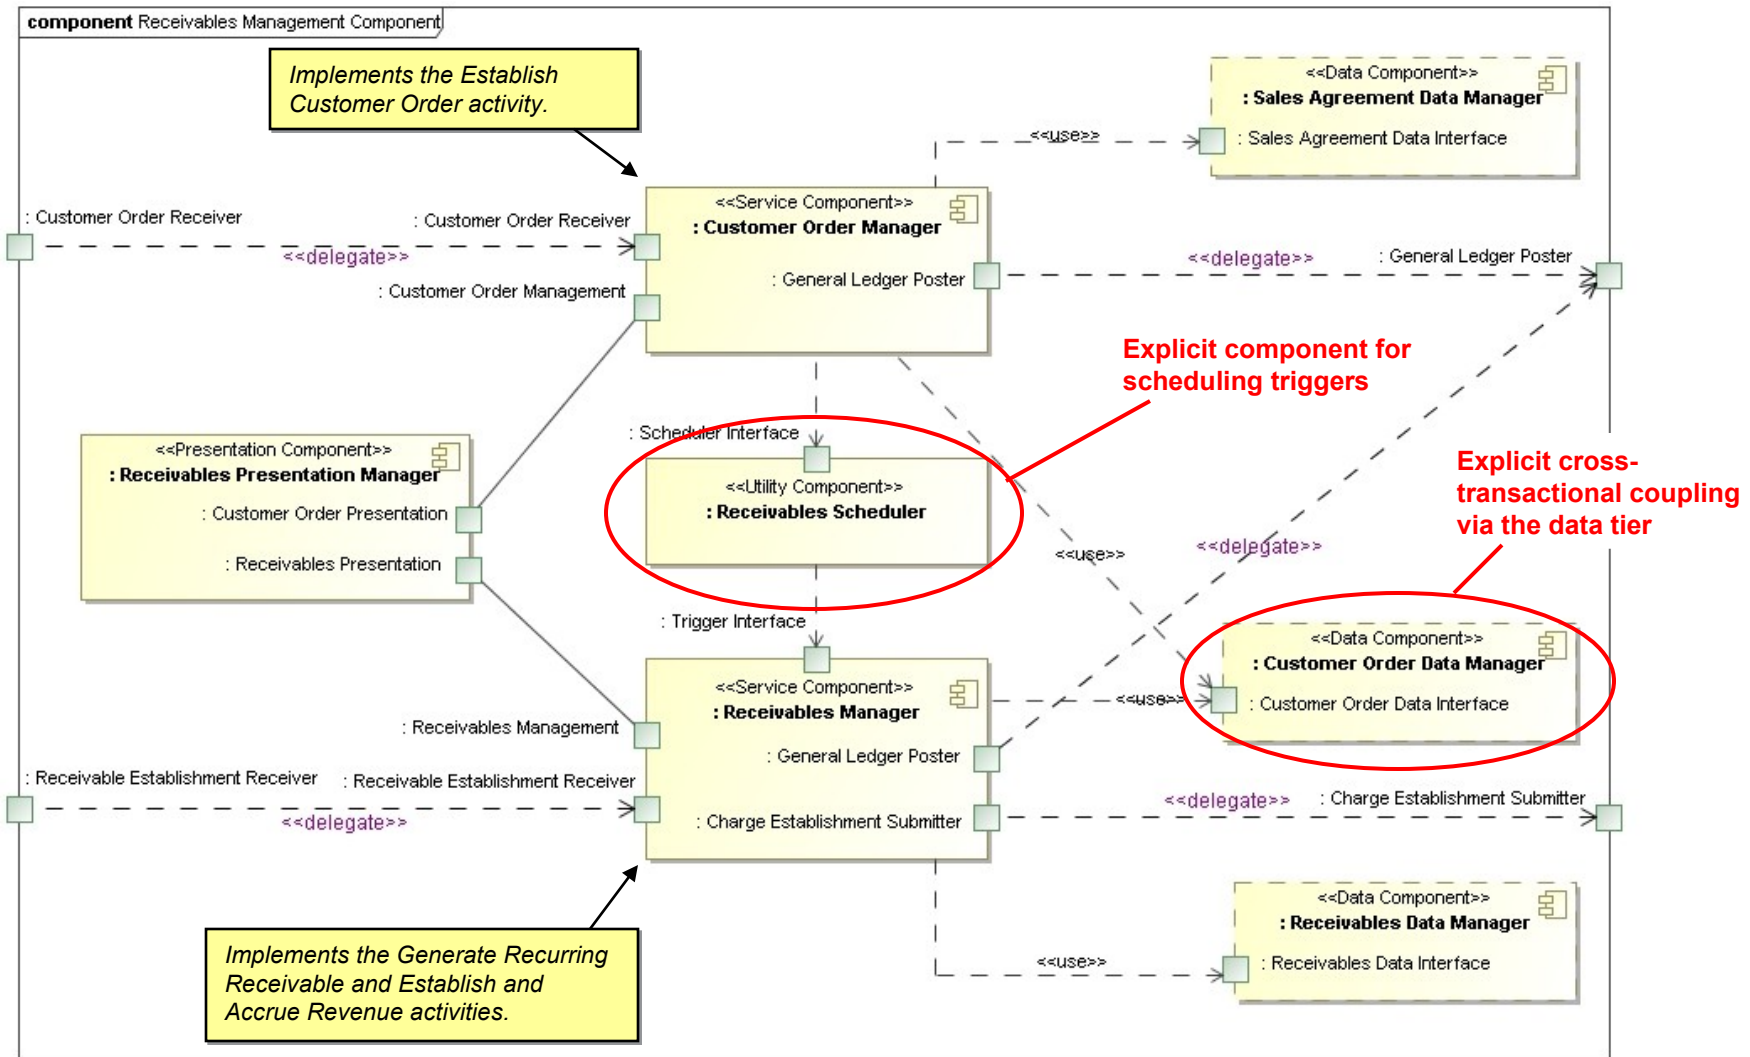 component Receivables Management Component
Implements the Establish
Customer Order activity.
<<Data Component>>
: Sales Agreement Data Manager
: Sales Agreement Data Interface
<<use>>
<<Service Component>>
: Customer Order Manager
: Customer Order Receiver
: Customer Order Receiver
<<delegate>>
: General Ledger Poster
<<delegate>>
: General Ledger Poster
: Customer Order Management
Explicit component for
scheduling triggers
: Scheduler Interface
<<Presentation Component>>
: Receivables Presentation Manager
: Customer Order Presentation
: Receivables Presentation
<<Utility Component>>
: Receivables Scheduler
Explicit cross-
transactional coupling
via the data tier
<<use>>
<<delegate>>
: Trigger Interface
<<Data Component>>
: Customer Order Data Manager
: Customer Order Data Interface
<<Service Component>>
: Receivables Manager
<<use>>
: Receivables Management
: General Ledger Poster
: Receivable Establishment Receiver
: Receivable Establishment Receiver
<<delegate>>
: Charge Establishment Submitter
<<delegate>>
: Charge Establishment Submitter
<<Data Component>>
: Receivables Data Manager
: Receivables Data Interface
<<use>>
Implements the Generate Recurring
Receivable and Establish and
Accrue Revenue activities.